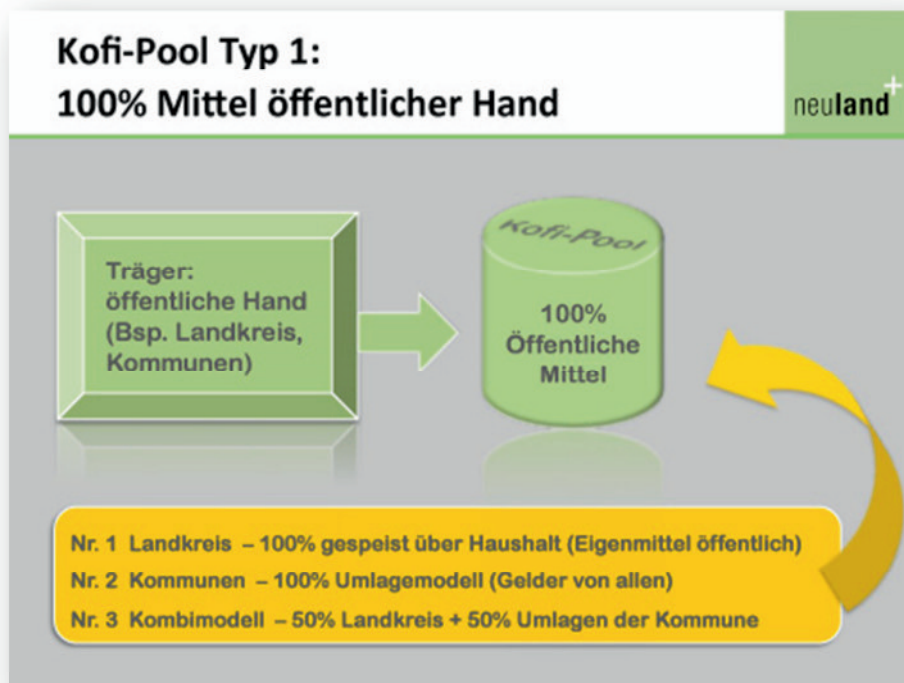 Kofi-Pool Typ 1:
100% Mittel öffentlicher Hand
neuland+
Träger:
öffentliche Hand
(Bsp. Landkreis,
Kommunen)
Kofi-Pool
100%
Öffentliche
Mittel
Nr. 1 Landkreis – 100% gespeist über Haushalt (Eigenmittel öffentlich)
Nr. 2 Kommunen – 100% Umlagemodell (Gelder von allen)
Nr. 3 Kombimodell – 50% Landkreis + 50% Umlagen der Kommune